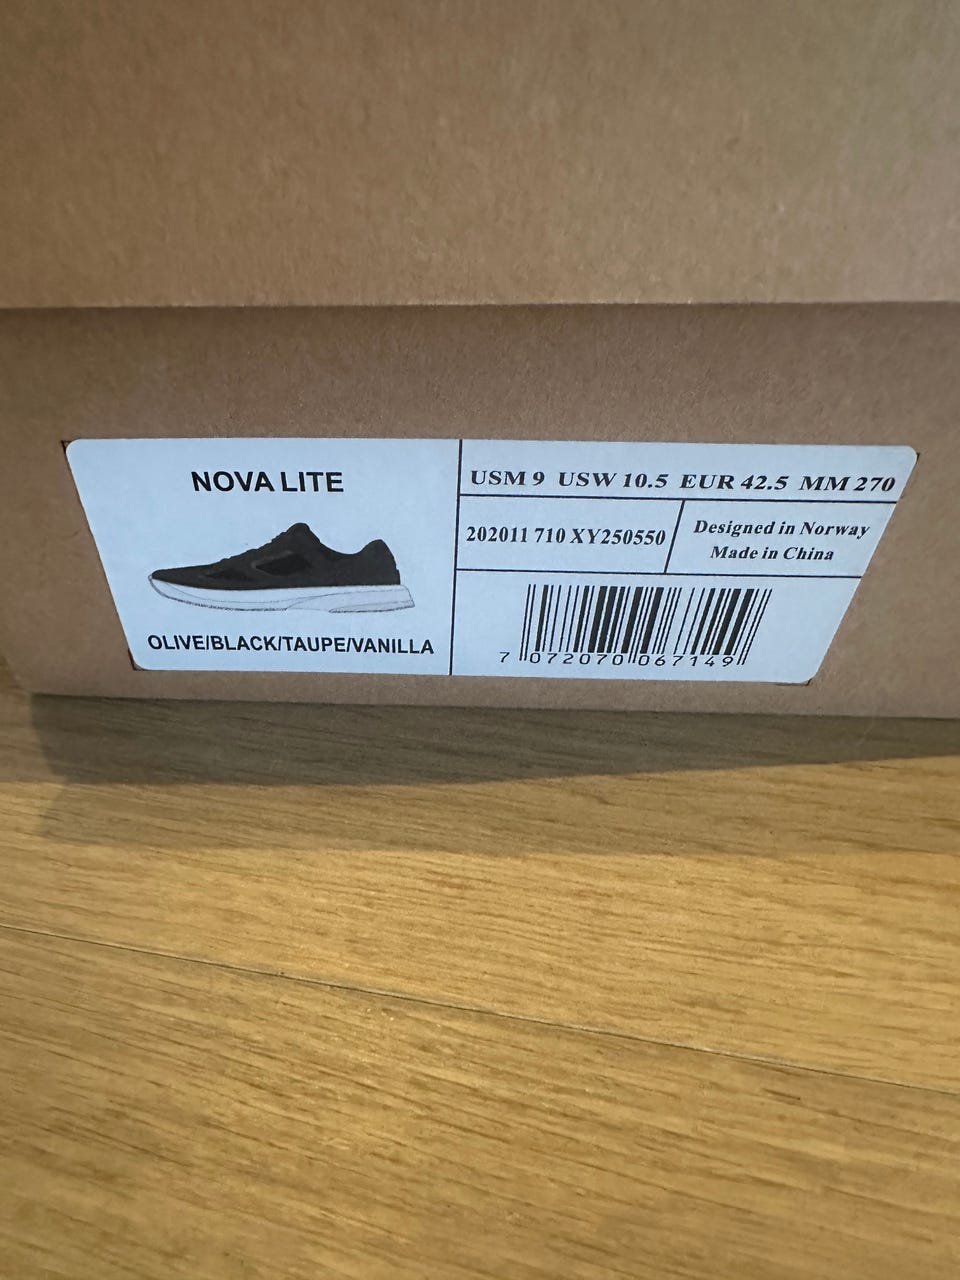 NOVA LITE
OLIVE/BLACK/TAUPE/VANILLA
USM 9 USW 10.5 EUR 42.5 MM 270
202011 710 XY250550
Designed in Norway
Made in China
7 072070 067149